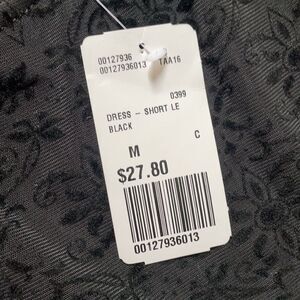 00127936
00127936013 TAA16
0399
DRESS - SHORT LE
BLACK
M C
$27.80
00127936013